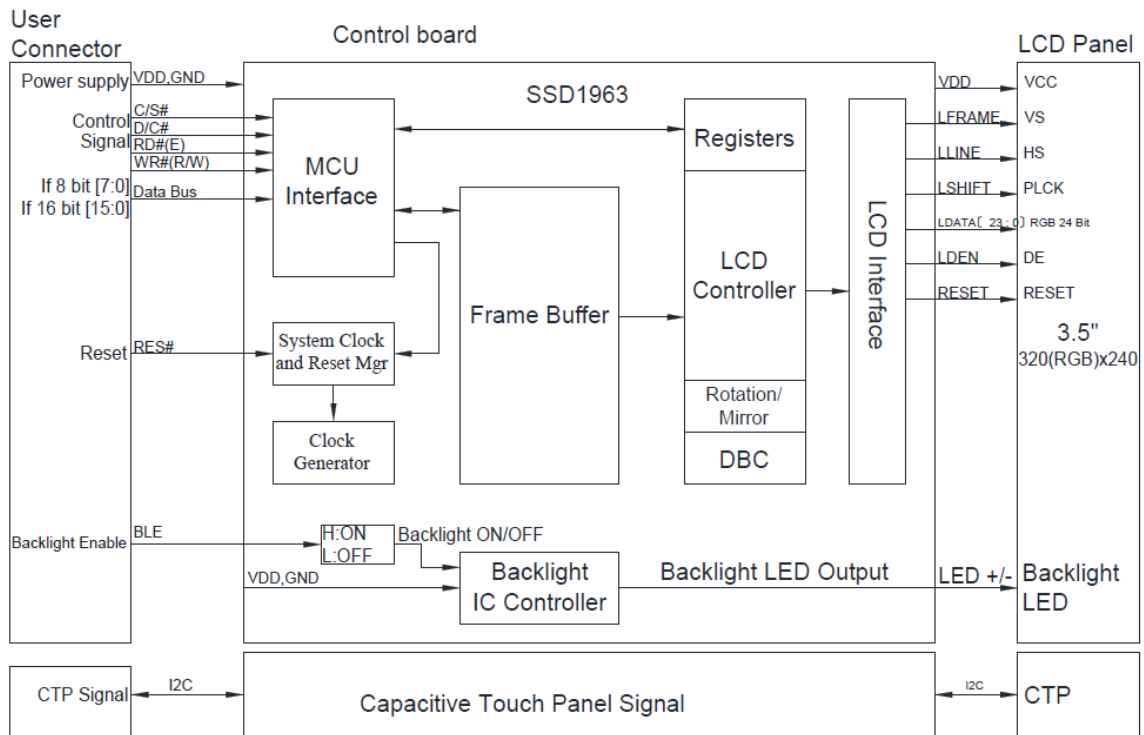 User
Connector
Control board
LCD Panel
Power supply
VDD,GND
Control
Signal
C/S#
D/C#
RD#(E)
WR#(R/W)
If 8 bit [7:0]
If 16 bit [15:0]
Data Bus
MCU
Interface
SSD1963
Registers
LCD
Controller
Rotation/
Mirror
DBC
Frame Buffer
LCD Interface
VDD
VCC
LFRAME
VS
LLINE
HS
LSHIFT
PLCK
LDATA[ 23 : 0] RGB 24 Bit
LDEN
DE
RESET
RESET
3.5"
320(RGB)x240
Reset
RES#
System Clock
and Reset Mgr
Clock
Generator
Backlight Enable
BLE
H:ON
L:OFF
Backlight ON/OFF
VDD,GND
Backlight
IC Controller
Backlight LED Output
LED +/-
Backlight
LED
CTP Signal
I2C
Capacitive Touch Panel Signal
I2C
CTP